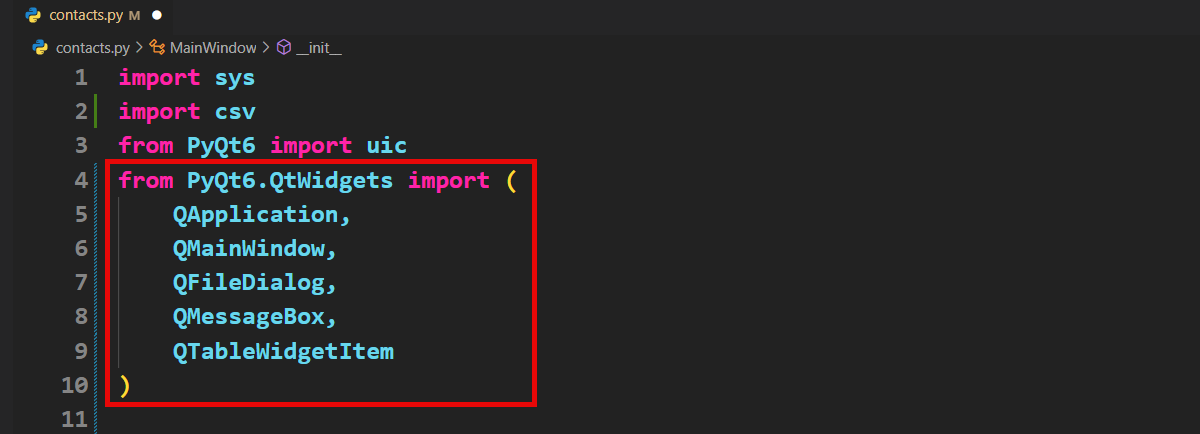 contacts.py M
contacts.py > MainWindow > __init__
1 import sys
2 import csv
3 from PyQt6 import uic
4 from PyQt6.QtWidgets import (
5     QApplication,
6     QMainWindow,
7     QFileDialog,
8     QMessageBox,
9     QTableWidgetItem
10 )
11